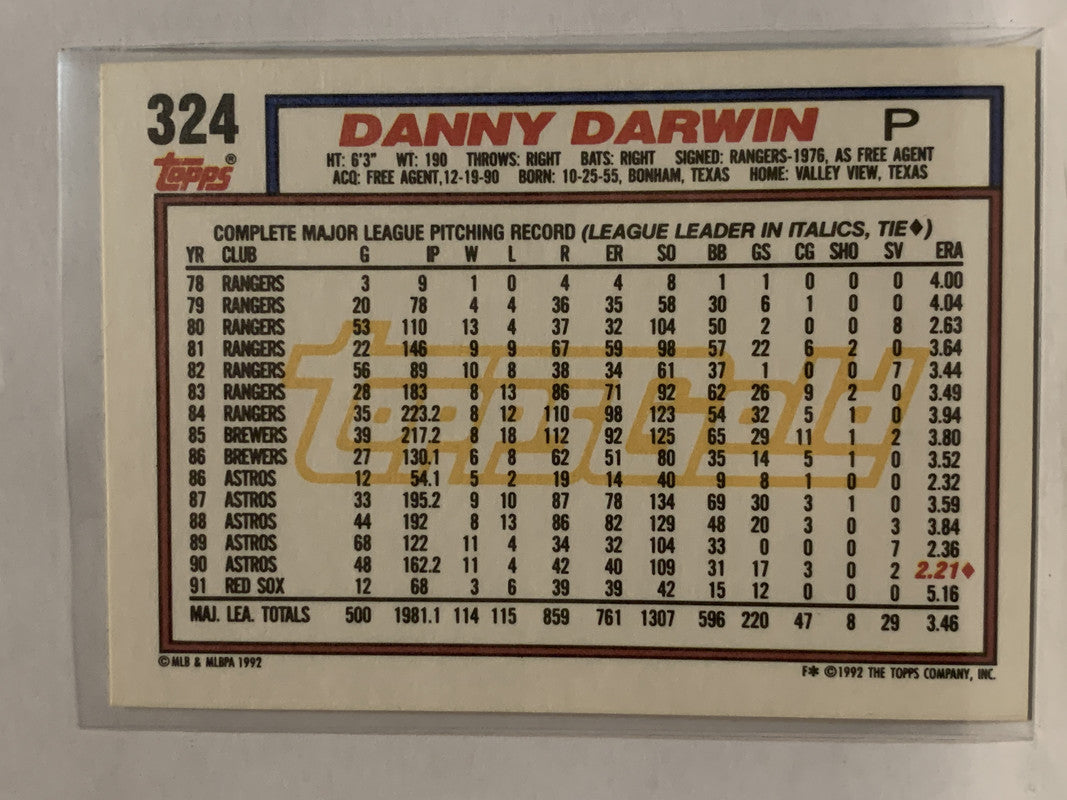 324
topps®
DANNY DARWIN P
HT: 6'3" WT: 190 THROWS: RIGHT BATS: RIGHT SIGNED: RANGERS-1976, AS FREE AGENT
ACQ: FREE AGENT,12-19-90 BORN: 10-25-55, BONHAM, TEXAS HOME: VALLEY VIEW, TEXAS
COMPLETE MAJOR LEAGUE PITCHING RECORD (LEAGUE LEADER IN ITALICS, TIE♦)
YR CLUB G IP W L R ER SO BB GS CG SHO SV ERA
78 RANGERS 3 9 1 0 4 4 8 1 1 0 0 0 4.00
79 RANGERS 20 78 4 4 36 35 58 30 6 1 0 0 4.04
80 RANGERS 53 110 13 4 37 32 104 50 2 0 0 8 2.63
81 RANGERS 22 146 9 9 67 59 98 57 22 6 2 0 3.64
82 RANGERS 56 89 10 8 38 34 61 37 1 0 0 7 3.44
83 RANGERS 28 183 8 13 86 71 92 62 26 9 2 0 3.49
84 RANGERS 35 223.2 8 12 110 98 123 54 32 5 1 0 3.94
85 BREWERS 39 217.2 8 18 112 92 125 65 29 11 1 2 3.80
86 BREWERS 27 130.1 6 8 62 51 80 35 14 5 1 0 3.52
86 ASTROS 12 54.1 5 2 19 14 40 9 8 1 0 0 2.32
87 ASTROS 33 195.2 9 10 87 78 134 69 30 3 1 0 3.59
88 ASTROS 44 192 8 13 86 82 129 48 20 3 0 3 3.84
89 ASTROS 68 122 11 4 34 32 104 33 0 0 0 7 2.36
90 ASTROS 48 162.2 11 4 42 40 109 31 17 3 0 2 2.21♦
91 RED SOX 12 68 3 6 39 39 42 15 12 0 0 0 5.16
MAJ. LEA. TOTALS 500 1981.1 114 115 859 761 1307 596 220 47 8 29 3.46
ToppsGold
©MLB & MLBPA 1992
F✻ ©1992 THE TOPPS COMPANY, INC.